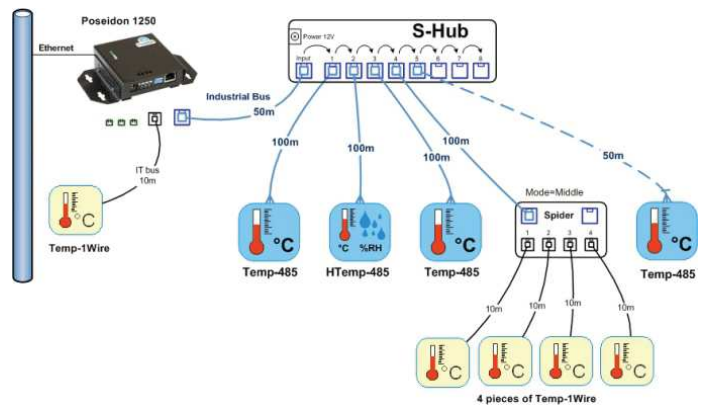 Poseidon 1250
Ethernet
S-Hub
Power 12V
Input 1 2 3 4 5 6 7 8
Industrial Bus
50m
IT bus
10m
°C
Temp-1Wire
100m
100m
100m
100m
50m
Mode=Middle
Spider
1 2 3 4
°C
°C %RH
°C
°C
Temp-485
HTemp-485
Temp-485
Temp-485
10m
10m
10m
10m
°C
°C
°C
°C
4 pieces of Temp-1Wire